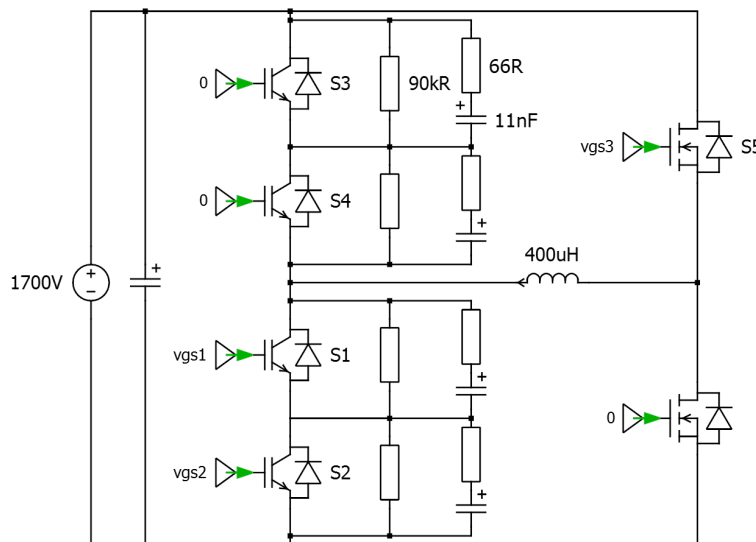 0
S3
90kR
66R
11nF
vgs3
S5
0
S4
400uH
1700V
vgs1
S1
0
vgs2
S2